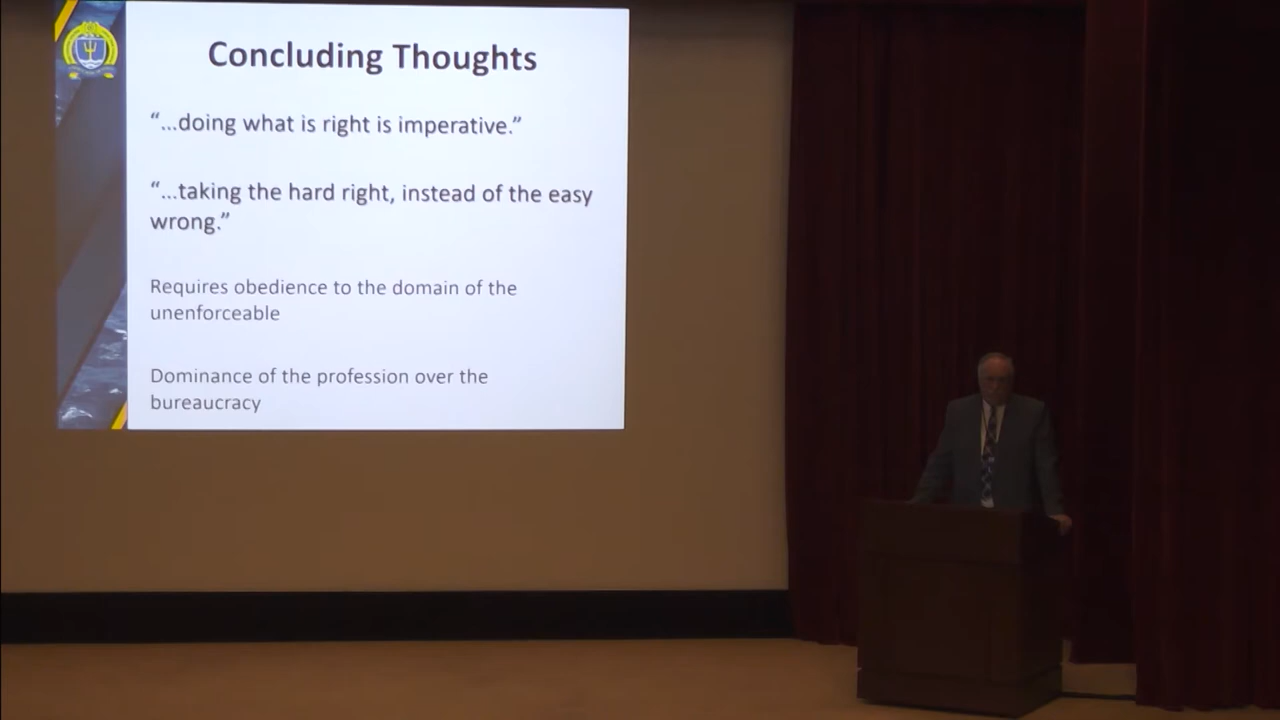 Concluding Thoughts
“...doing what is right is imperative.”
“...taking the hard right, instead of the easy
wrong.”
Requires obedience to the domain of the
unenforceable
Dominance of the profession over the
bureaucracy